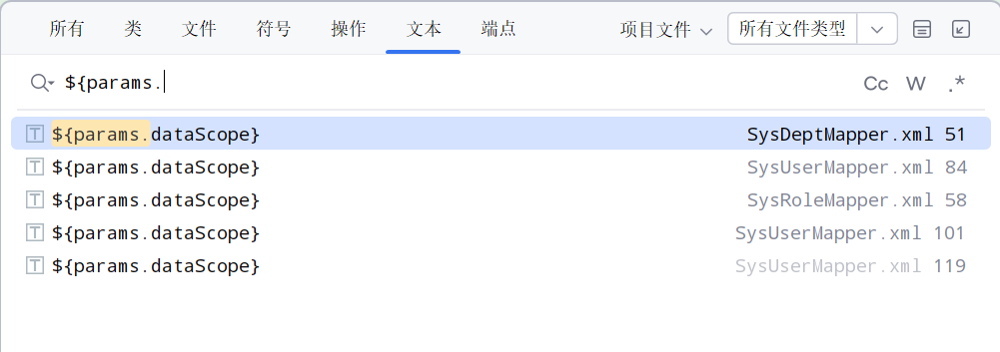 所有 类 文件 符号 操作 文本 端点 项目文件 所有文件类型
${params. Cc W .*
T ${params.dataScope} SysDeptMapper.xml 51
T ${params.dataScope} SysUserMapper.xml 84
T ${params.dataScope} SysRoleMapper.xml 58
T ${params.dataScope} SysUserMapper.xml 101
T ${params.dataScope} SysUserMapper.xml 119